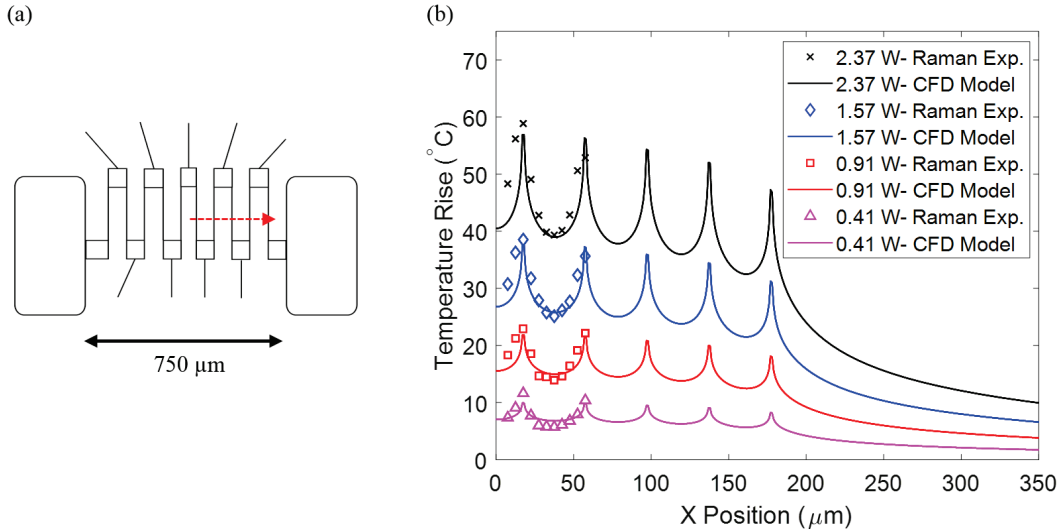 (a)
750 μm
(b)
Temperature Rise (°C)
70
60
50
40
30
20
10
0
0 50 100 150 200 250 300 350
X Position (μm)
2.37 W- Raman Exp.
2.37 W- CFD Model
1.57 W- Raman Exp.
1.57 W- CFD Model
0.91 W- Raman Exp.
0.91 W- CFD Model
0.41 W- Raman Exp.
0.41 W- CFD Model